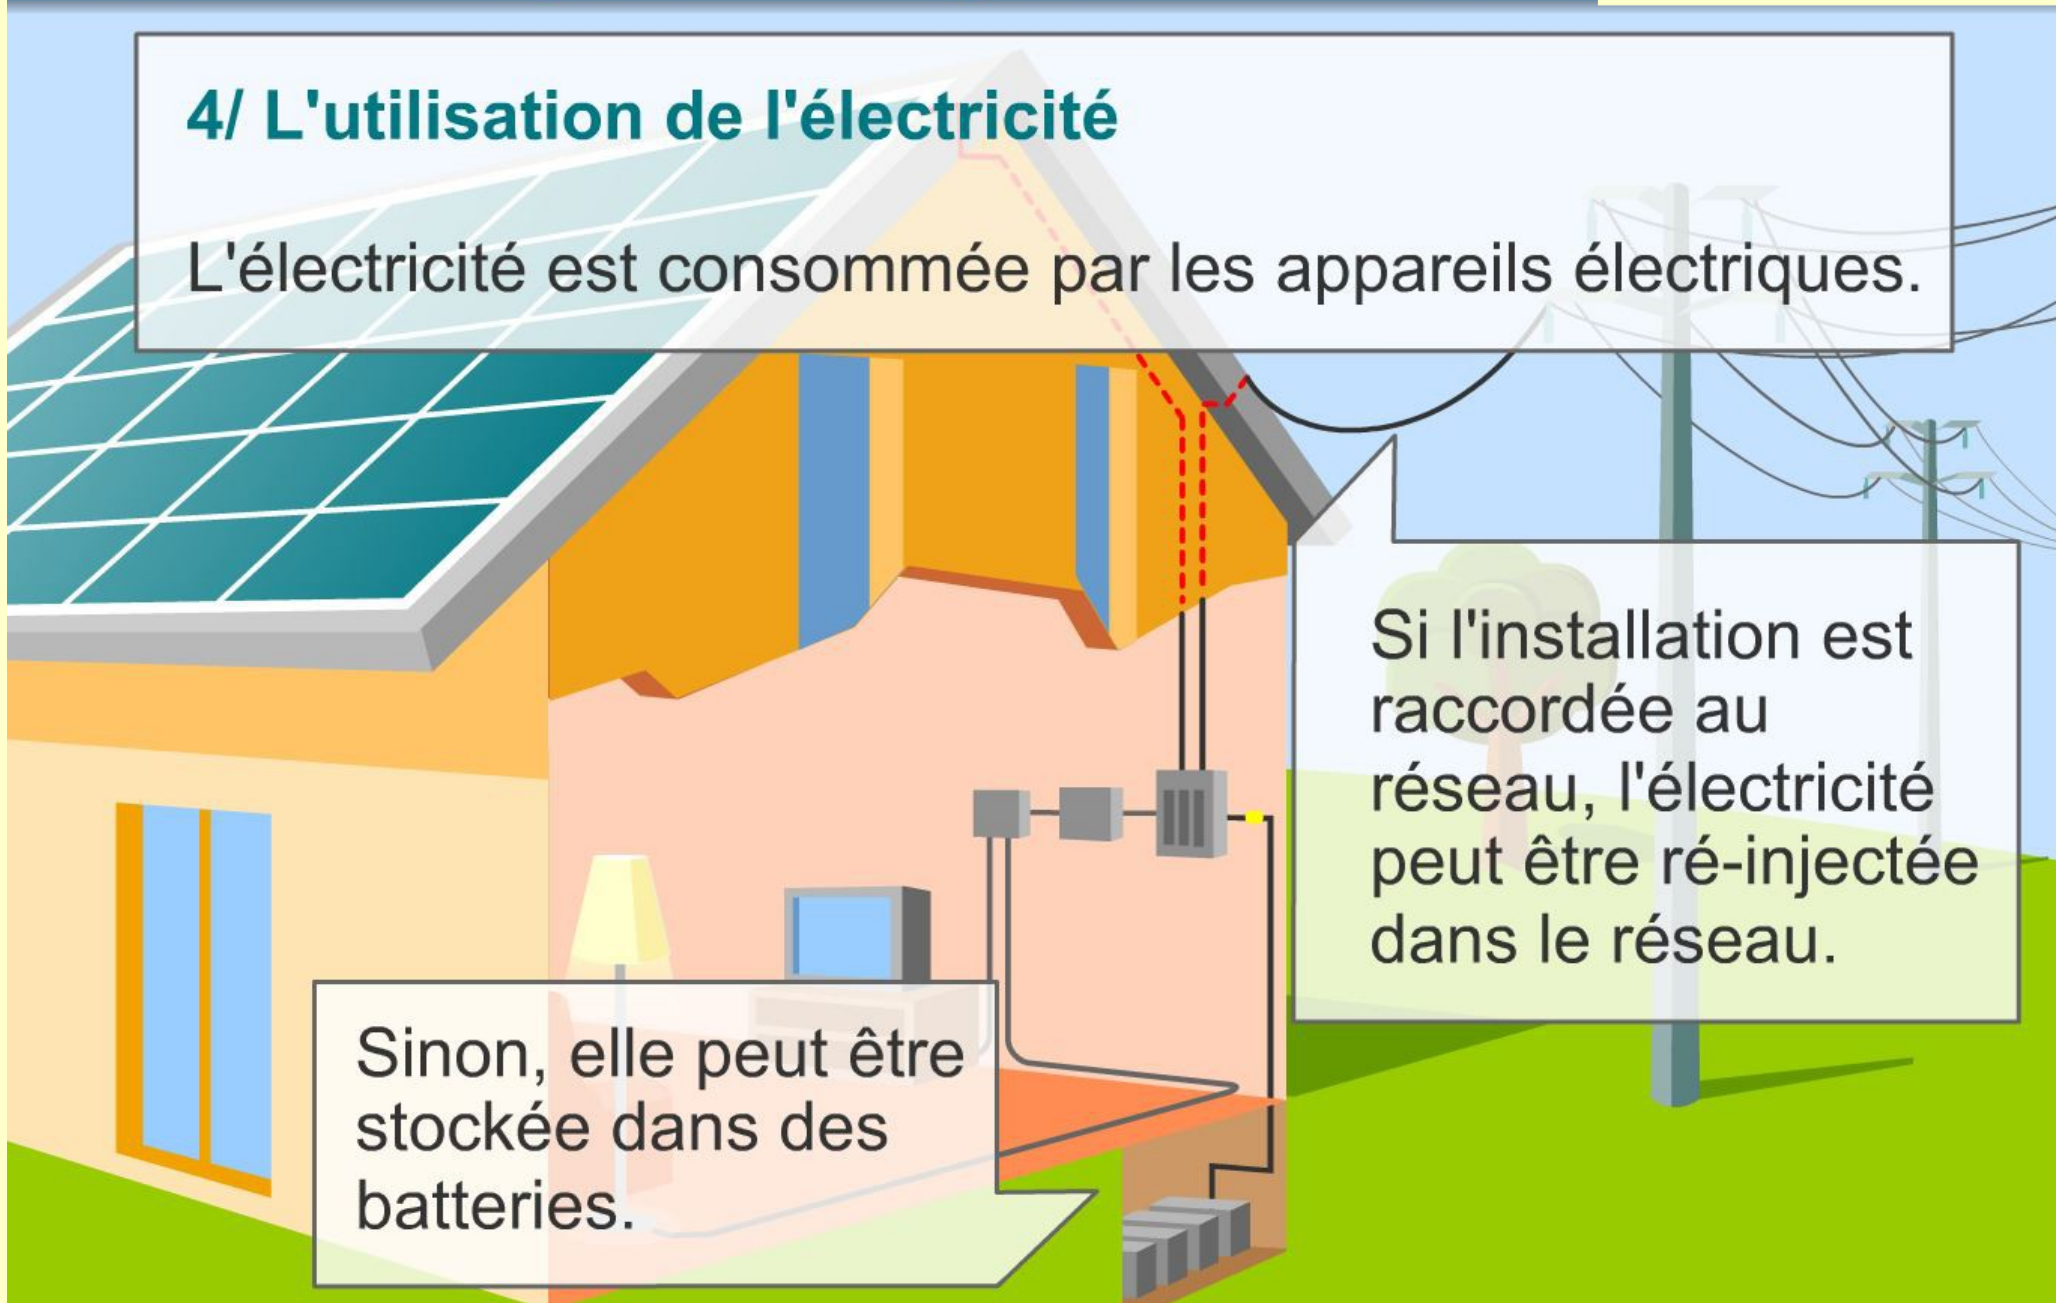 4/ L'utilisation de l'électricité
L'électricité est consommée par les appareils électriques.
Si l'installation est
raccordée au
réseau, l'électricité
peut être ré-injectée
dans le réseau.
Sinon, elle peut être
stockée dans des
batteries.